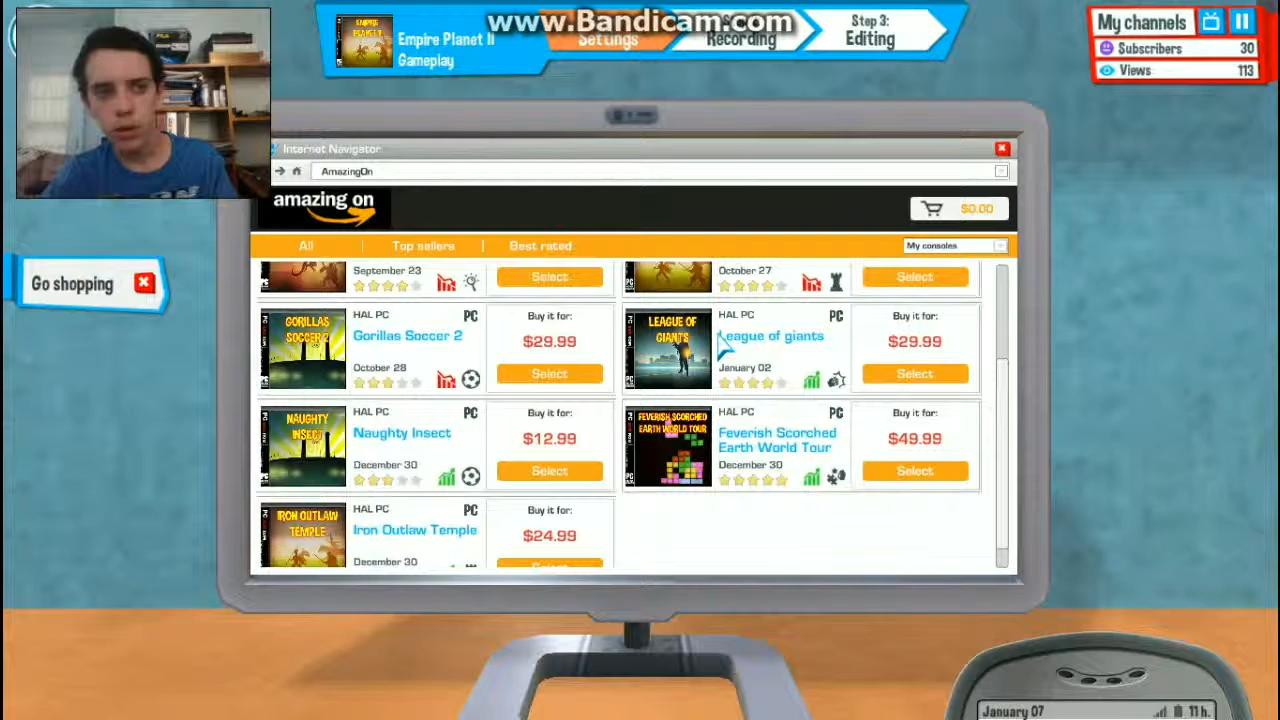 www.Bandicam.com
EMPIRE
PLANET II
Empire Planet II
Gameplay
Settings
Recording
Step 3:
Editing
My channels
Subscribers 30
Views 113
Internet Navigator
AmazingOn
amazing on
$0.00
All
Top sellers
Best rated
My consoles
Go shopping
September 23
Select
October 27
Select
GORILLAS
SOCCER 2
HAL PC
PC
Gorillas Soccer 2
October 28
Buy it for:
$29.99
Select
LEAGUE OF
GIANTS
HAL PC
PC
League of giants
January 02
Buy it for:
$29.99
Select
NAUGHTY
INSECT
HAL PC
PC
Naughty Insect
December 30
Buy it for:
$12.99
Select
FEVERISH SCORCHED
EARTH WORLD TOUR
HAL PC
PC
Feverish Scorched
Earth World Tour
December 30
Buy it for:
$49.99
Select
IRON OUTLAW
TEMPLE
HAL PC
PC
Iron Outlaw Temple
December 30
Buy it for:
$24.99
Select
January 07
11 h.